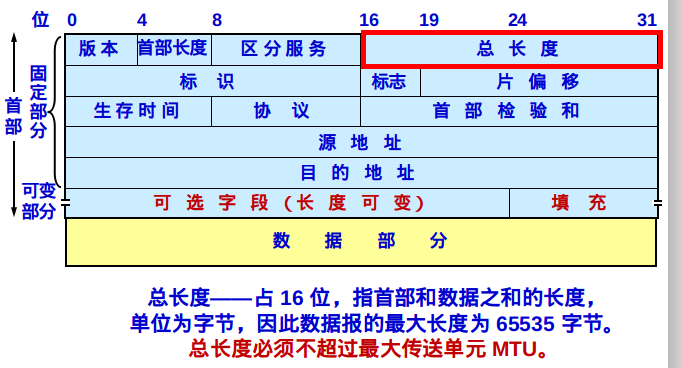 位 0 4 8 16 19 24 31
版本 首部长度 区分服务 总长度
标识 标志 片偏移
生存时间 协议 首部检验和
源地址
目的地址
可选字段（长度可变） 填充
数据部分
首部
固定部分
可变部分
总长度——占 16 位，指首部和数据之和的长度，
单位为字节，因此数据报的最大长度为 65535 字节。
总长度必须不超过最大传送单元 MTU。